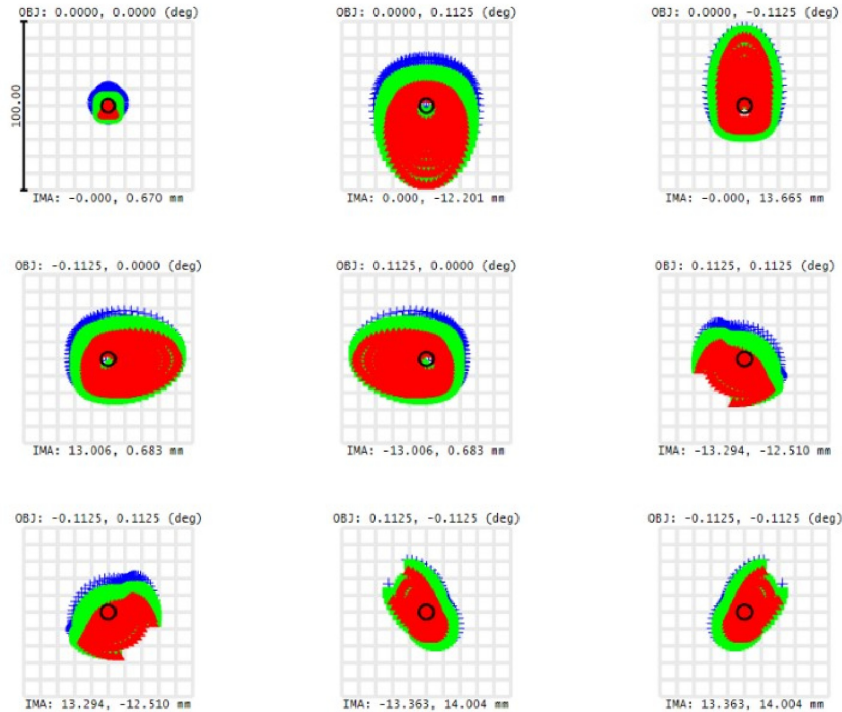 OBJ: 0.0000, 0.0000 (deg)
OBJ: 0.0000, 0.1125 (deg)
OBJ: 0.0000, -0.1125 (deg)
100.00
IMA: -0.000, 0.670 mm
IMA: 0.000, -12.201 mm
IMA: -0.000, 13.665 mm
OBJ: -0.1125, 0.0000 (deg)
OBJ: 0.1125, 0.0000 (deg)
OBJ: 0.1125, 0.1125 (deg)
IMA: 13.006, 0.683 mm
IMA: -13.006, 0.683 mm
IMA: -13.294, -12.510 mm
OBJ: -0.1125, 0.1125 (deg)
OBJ: 0.1125, -0.1125 (deg)
OBJ: -0.1125, -0.1125 (deg)
IMA: 13.294, -12.510 mm
IMA: -13.363, 14.004 mm
IMA: 13.363, 14.004 mm